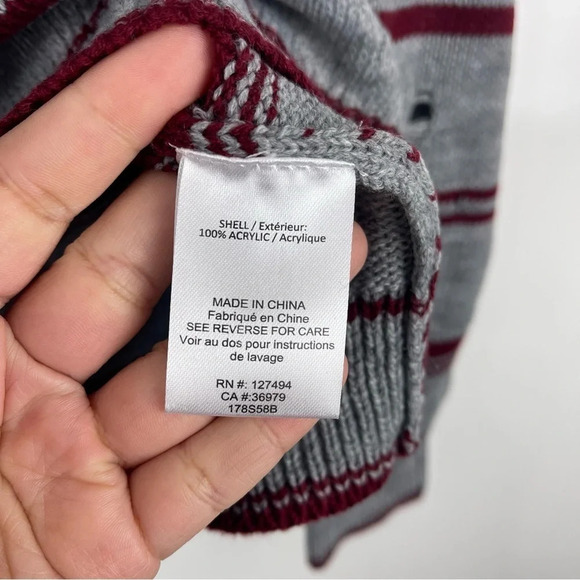 SHELL / Extérieur:
100% ACRYLIC / Acrylique
MADE IN CHINA
Fabriqué en Chine
SEE REVERSE FOR CARE
Voir au dos pour instructions
de lavage
RN #: 127494
CA #:36979
178S58B